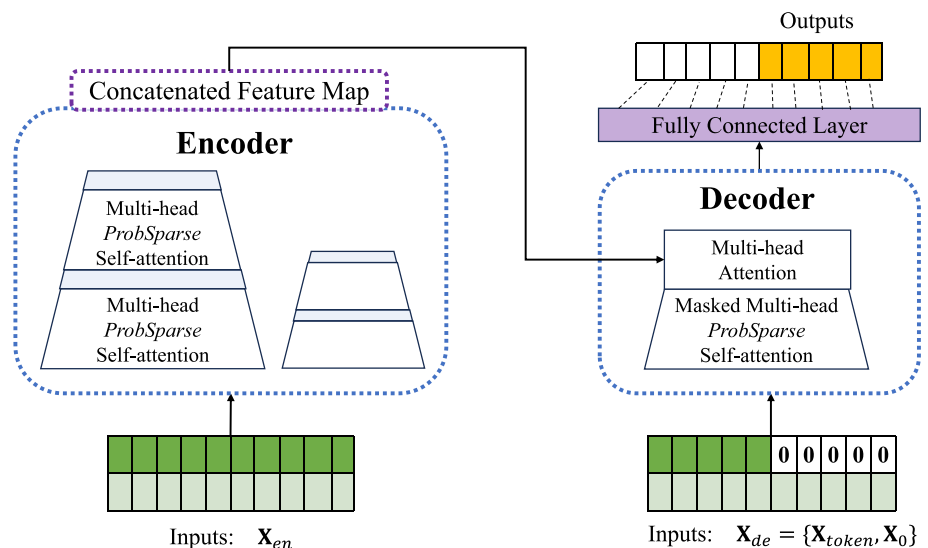 Outputs
Concatenated Feature Map
Fully Connected Layer
Encoder
Multi-head
ProbSparse
Self-attention
Multi-head
ProbSparse
Self-attention
Decoder
Multi-head
Attention
Masked Multi-head
ProbSparse
Self-attention
0 0 0 0 0
Inputs: X_en
Inputs: X_de = {X_token, X_0}